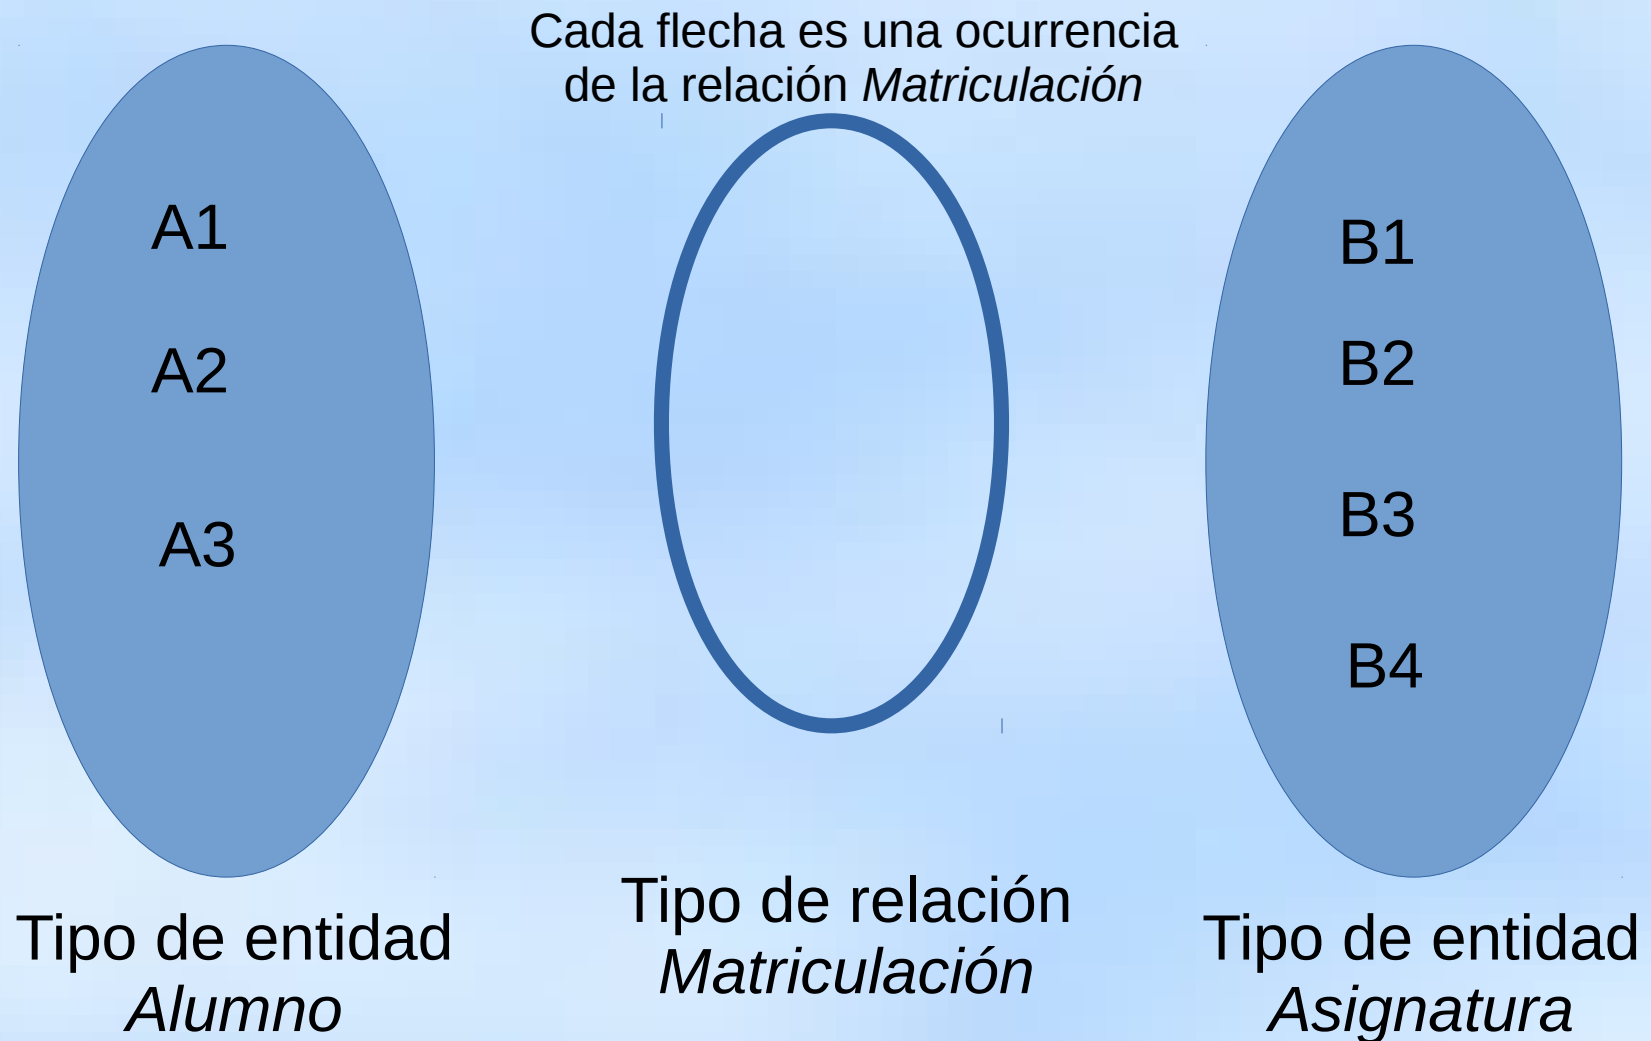 Cada flecha es una ocurrencia
de la relación Matriculación
A1
A2
A3
B1
B2
B3
B4
Tipo de entidad
Alumno
Tipo de relación
Matriculación
Tipo de entidad
Asignatura